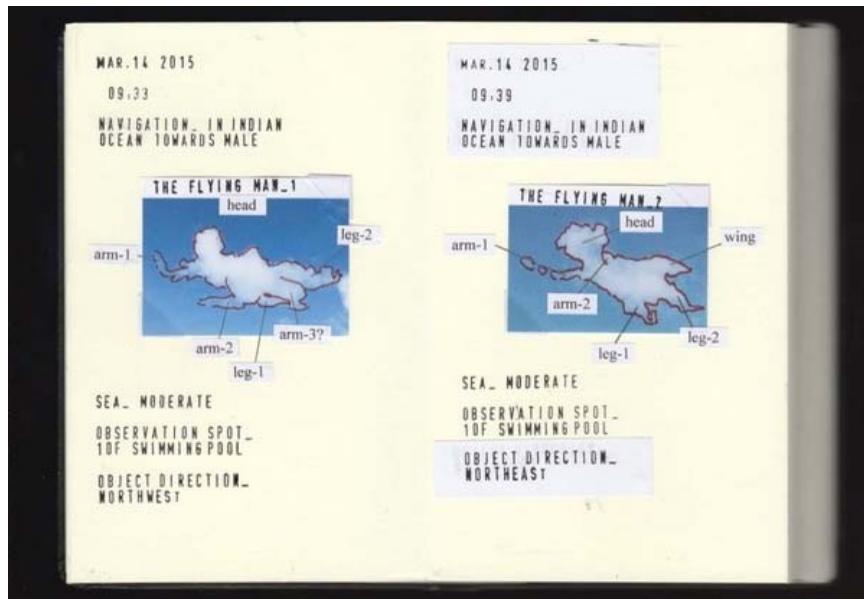 MAR.14 2015
09:33
NAVIGATION_ IN INDIAN
OCEAN TOWARDS MALE
THE FLYING MAN_1
head
leg-2
arm-1
arm-2
arm-3?
leg-1
SEA_ MODERATE
OBSERVATION SPOT_
10F SWIMMING POOL
OBJECT DIRECTION_
NORTHWEST
MAR.14 2015
09:39
NAVIGATION_ IN INDIAN
OCEAN TOWARDS MALE
THE FLYING MAN_2
head
wing
arm-1
arm-2
leg-2
leg-1
SEA_ MODERATE
OBSERVATION SPOT_
10F SWIMMING POOL
OBJECT DIRECTION_
NORTHEAST